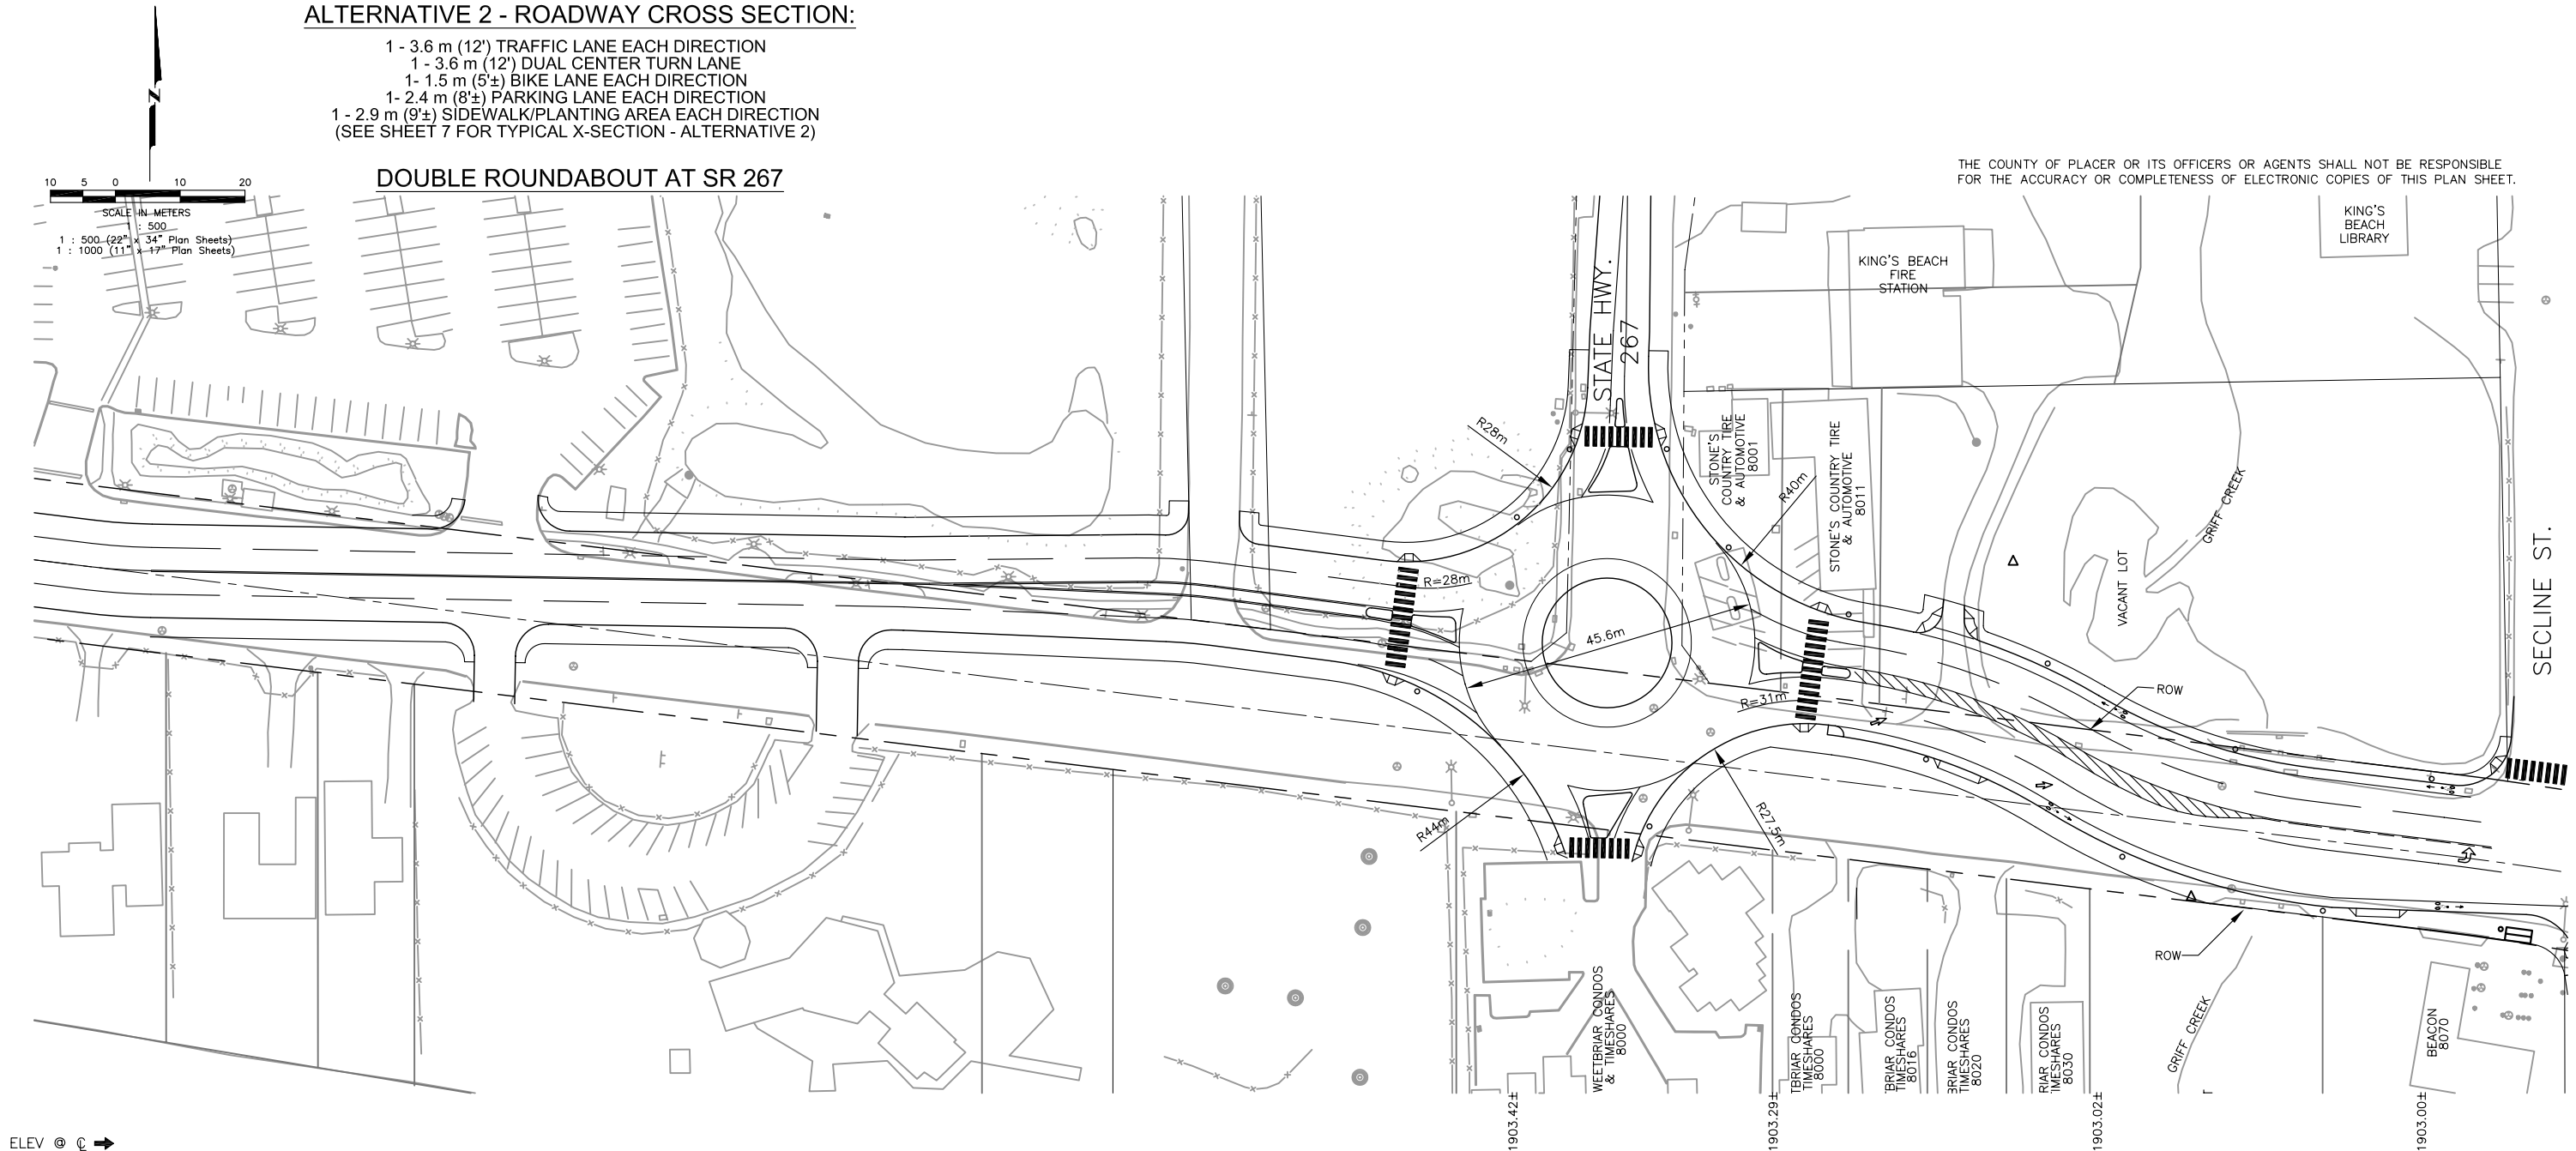 ALTERNATIVE 2 - ROADWAY CROSS SECTION:
1 - 3.6 m (12') TRAFFIC LANE EACH DIRECTION
1 - 3.6 m (12') DUAL CENTER TURN LANE
1- 1.5 m (5'±) BIKE LANE EACH DIRECTION
1- 2.4 m (8'±) PARKING LANE EACH DIRECTION
1 - 2.9 m (9'±) SIDEWALK/PLANTING AREA EACH DIRECTION
(SEE SHEET 7 FOR TYPICAL X-SECTION - ALTERNATIVE 2)
DOUBLE ROUNDABOUT AT SR 267
N
10 5 0 10 20
SCALE IN METERS
1 : 500
1 : 500 (22" x 34" Plan Sheets)
1 : 1000 (11" x 17" Plan Sheets)
THE COUNTY OF PLACER OR ITS OFFICERS OR AGENTS SHALL NOT BE RESPONSIBLE
FOR THE ACCURACY OR COMPLETENESS OF ELECTRONIC COPIES OF THIS PLAN SHEET.
STATE HWY.
267
KING'S BEACH
FIRE
STATION
KING'S
BEACH
LIBRARY
STONE'S
COUNTRY TIRE
& AUTOMOTIVE
8001
STONE'S COUNTRY TIRE
& AUTOMOTIVE
8011
R28m
R40m
R=28m
45.6m
R=31m
R44m
R27.5m
GRIFF CREEK
VACANT LOT
SECLINE ST.
ROW
ROW
WEETBRIAR CONDOS
& TIMESHARES
8000
TBRIAR CONDOS
TIMESHARES
8000
BRIAR CONDOS
TIMESHARES
8016
BRIAR CONDOS
TIMESHARES
8020
RIAR CONDOS
IMESHARES
8030
GRIFF CREEK
BEACON
8070
1903.42±
1903.29±
1903.02±
1903.00±
ELEV @ ℄